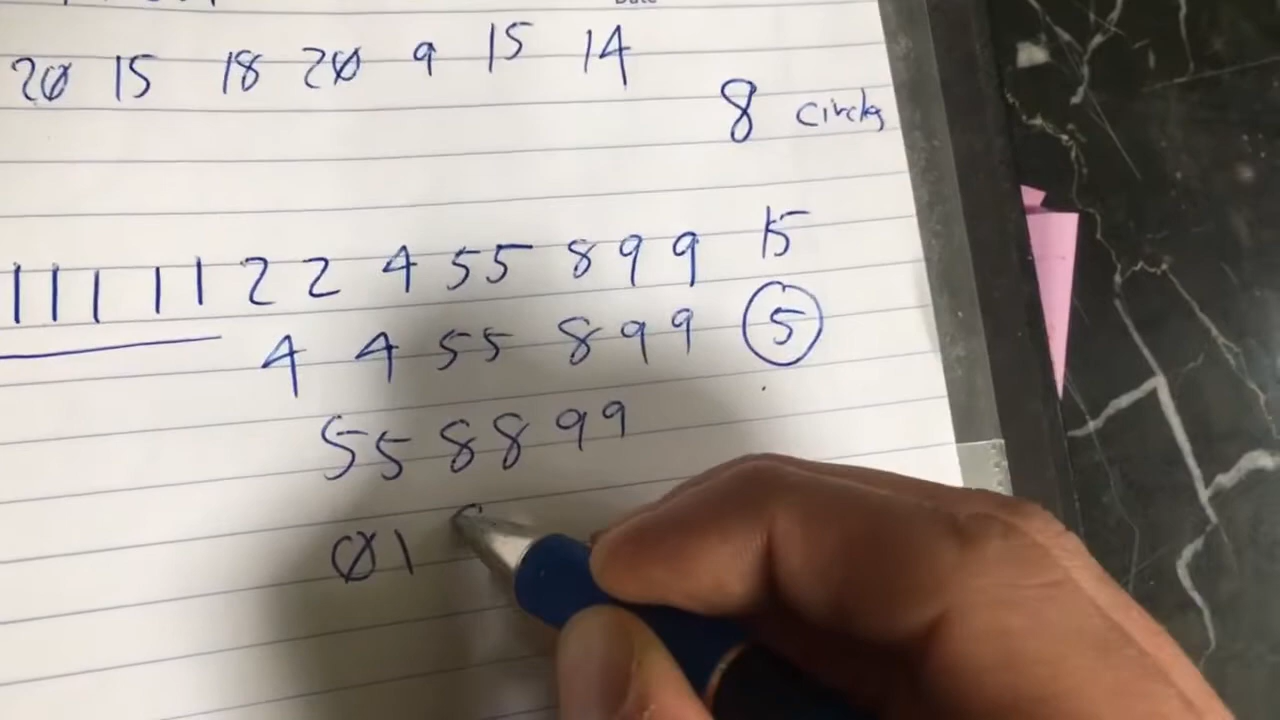 20 15 18 20 9 15 14
8 circles
1 1 1 1 1 2 2 4 5 5 8 9 9 15
4 4 5 5 8 9 9 5
5 5 8 8 9 9
0 1